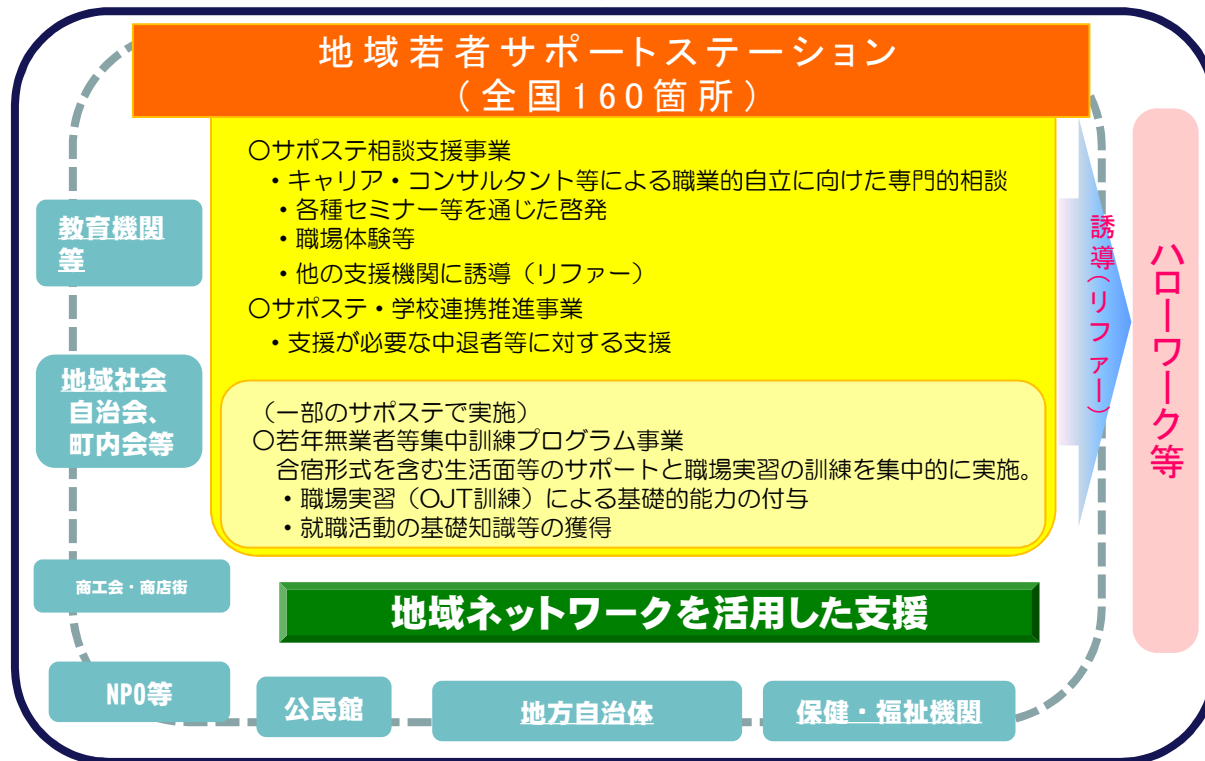 地域若者サポートステーション
（全国160箇所）
〇サポステ相談支援事業
・キャリア・コンサルタント等による職業的自立に向けた専門的相談
・各種セミナー等を通じた啓発
・職場体験等
・他の支援機関に誘導（リファー）
〇サポステ・学校連携推進事業
・支援が必要な中退者等に対する支援
（一部のサポステで実施）
〇若年無業者等集中訓練プログラム事業
合宿形式を含む生活面等のサポートと職場実習の訓練を集中的に実施。
・職場実習（OJT訓練）による基礎的能力の付与
・就職活動の基礎知識等の獲得
教育機関
等
地域社会
自治会、
町内会等
商工会・商店街
NPO等
公民館
地方自治体
保健・福祉機関
地域ネットワークを活用した支援
誘導（リファー）
ハローワーク等